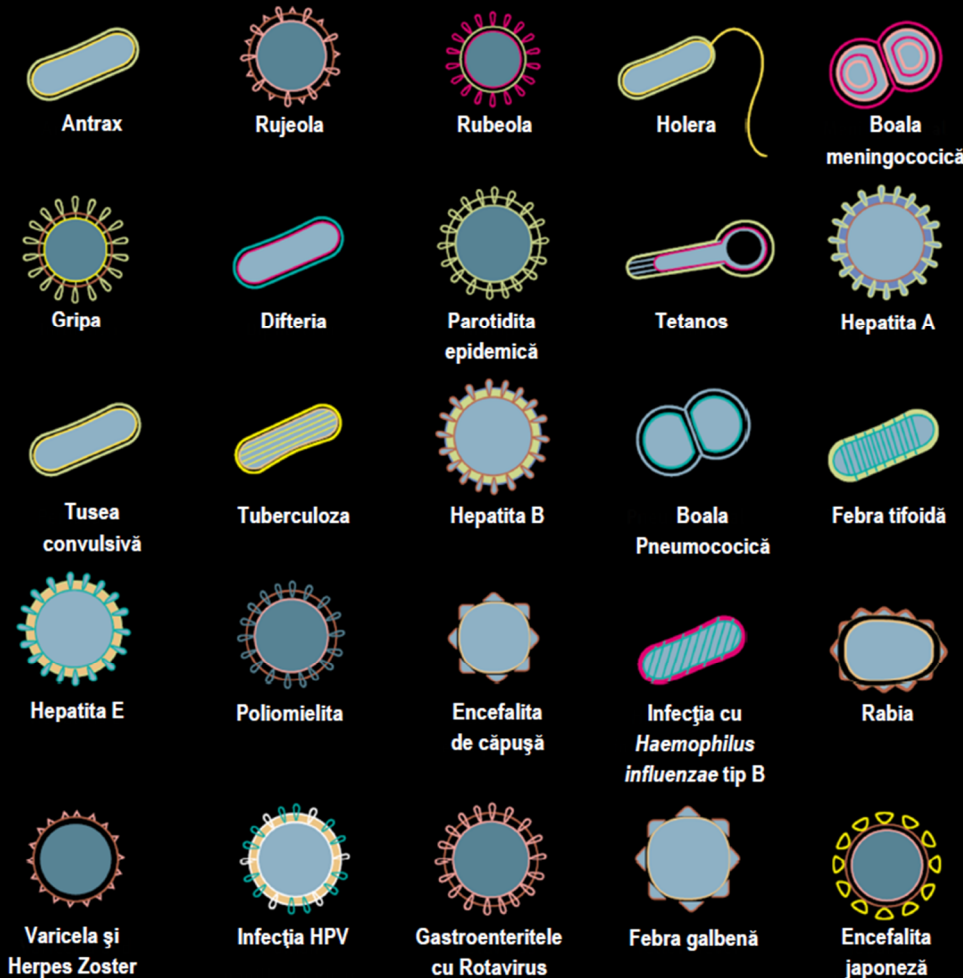 Antrax
Rujeola
Rubeola
Holera
Boala
meningococică
Gripa
Difteria
Parotidita
epidemică
Tetanos
Hepatita A
Tusea
convulsivă
Tuberculoza
Hepatita B
Boala
Pneumococică
Febra tifoidă
Hepatita E
Poliomielita
Encefalita
de căpuşă
Infecţia cu
Haemophilus
influenzae tip B
Rabia
Varicela şi
Herpes Zoster
Infecţia HPV
Gastroenteritele
cu Rotavirus
Febra galbenă
Encefalita
japoneză